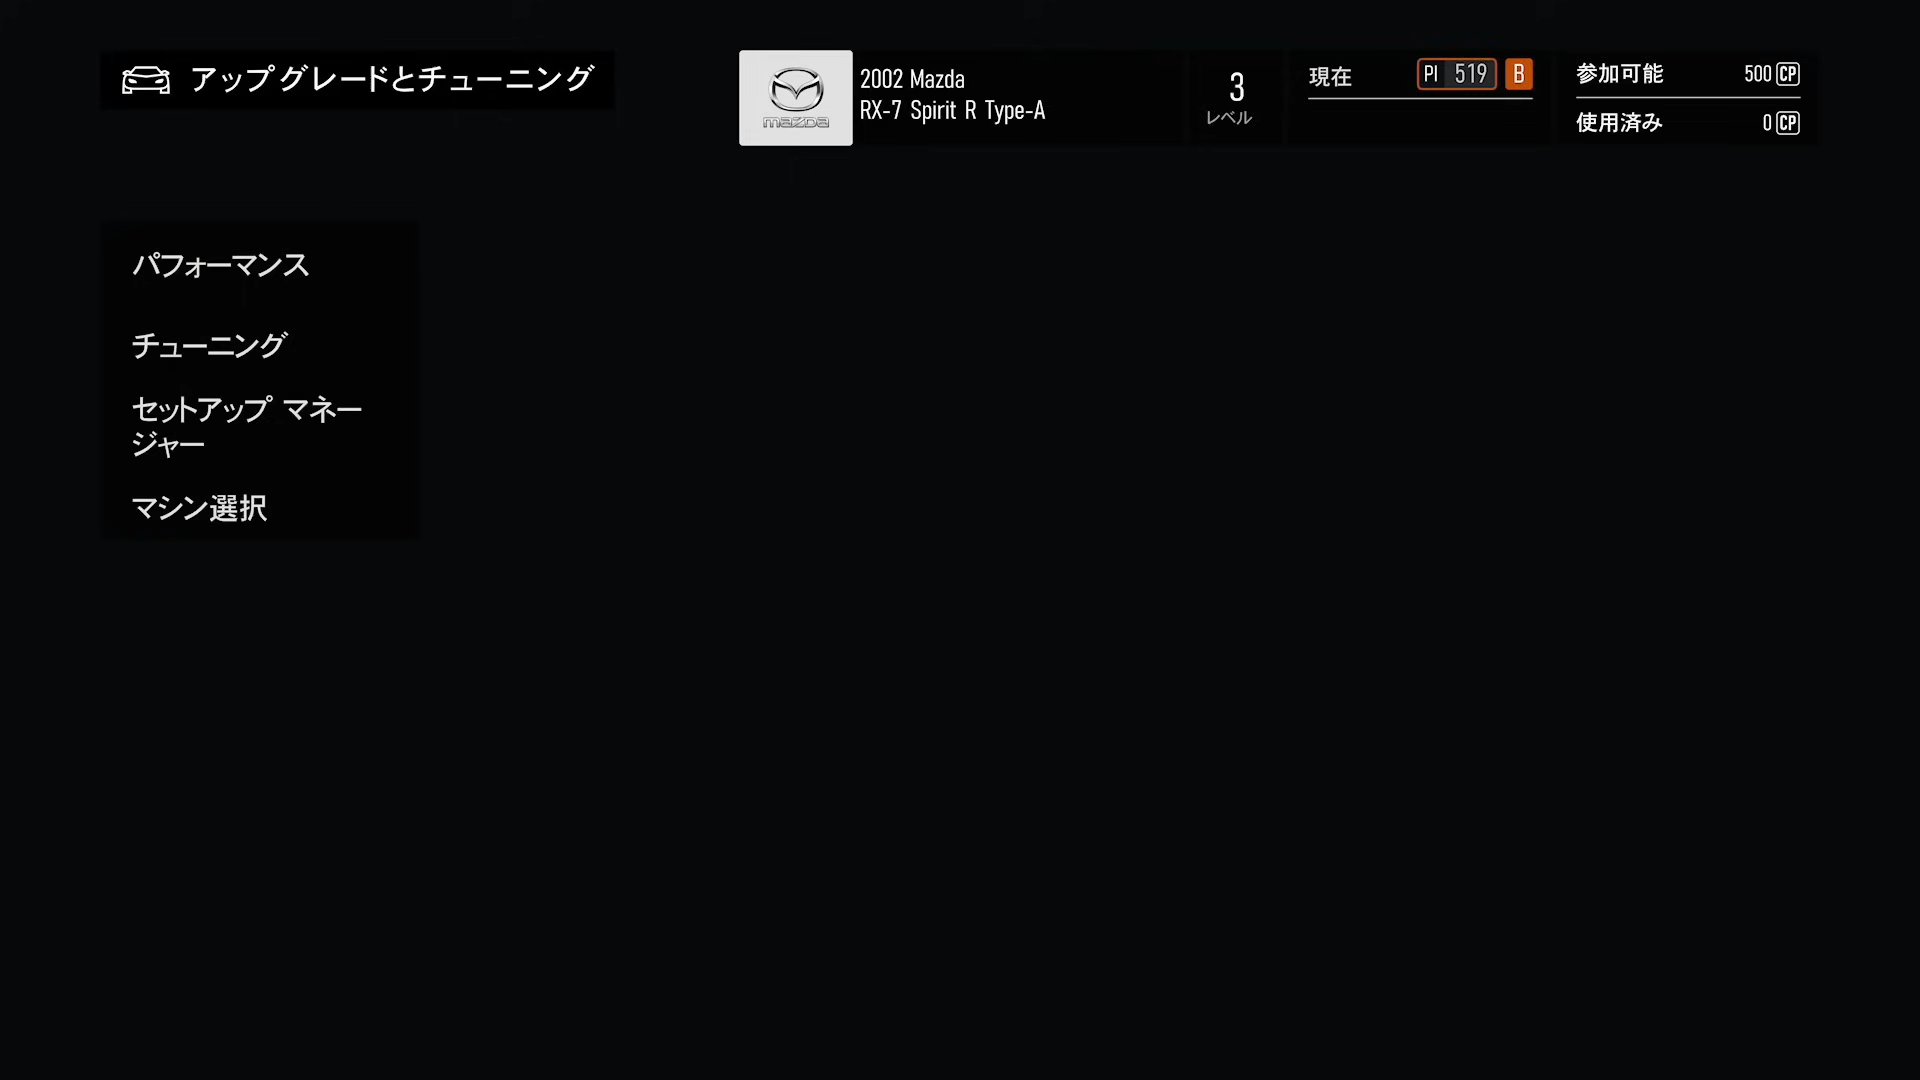 アップグレードとチューニング
mazda
2002 Mazda
RX-7 Spirit R Type-A
3
レベル
現在 PI 519 B
参加可能 500 CP
使用済み 0 CP
パフォーマンス
チューニング
セットアップ マネー
ジャー
マシン選択